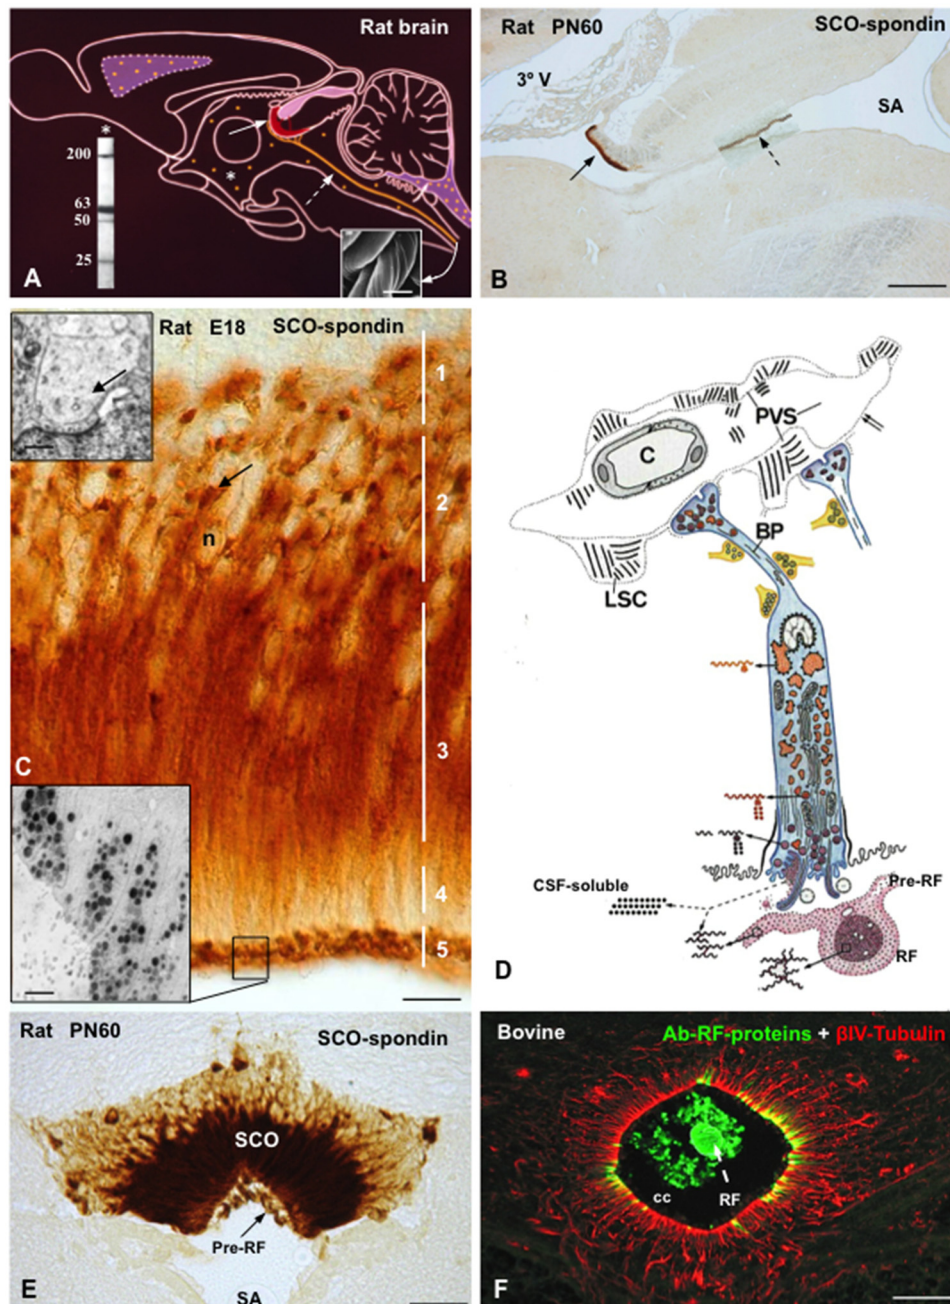 Rat brain
*
200
63
50
25
*
A
Rat PN60 SCO-spondin
3º V
SA
B
Rat E18 SCO-spondin
1
2
n
3
C
4
5
PVS
C
BP
LSC
CSF-soluble
Pre-RF
RF
D
Rat PN60
SCO-spondin
SCO
Pre-RF
E
SA
Bovine Ab-RF-proteins + βIV-Tubulin
cc
RF
F